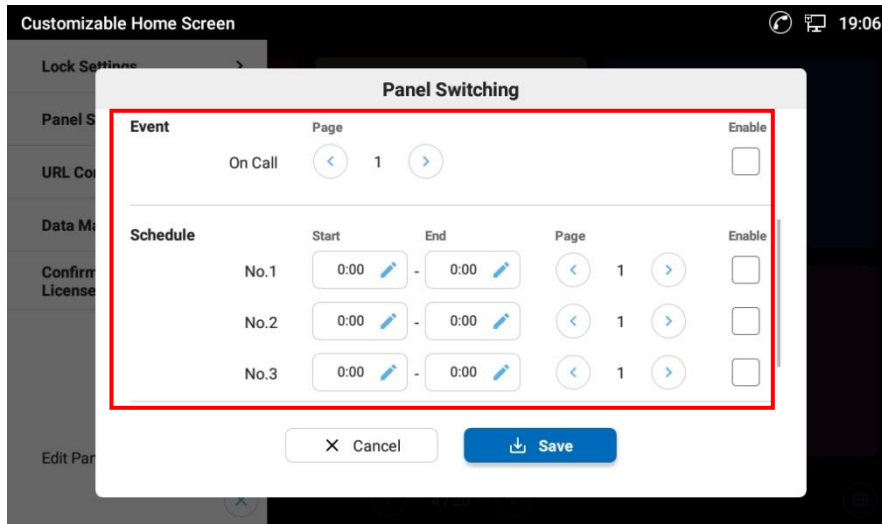 Customizable Home Screen 19:06
Lock Settings
Panel Switching
Panel S
Event Page Enable
On Call 1
URL Co
Data Ma
Schedule Start End Page Enable
Confirm
License
No.1 0:00 - 0:00 1
No.2 0:00 - 0:00 1
No.3 0:00 - 0:00 1
Cancel Save
Edit Par
4 / 20